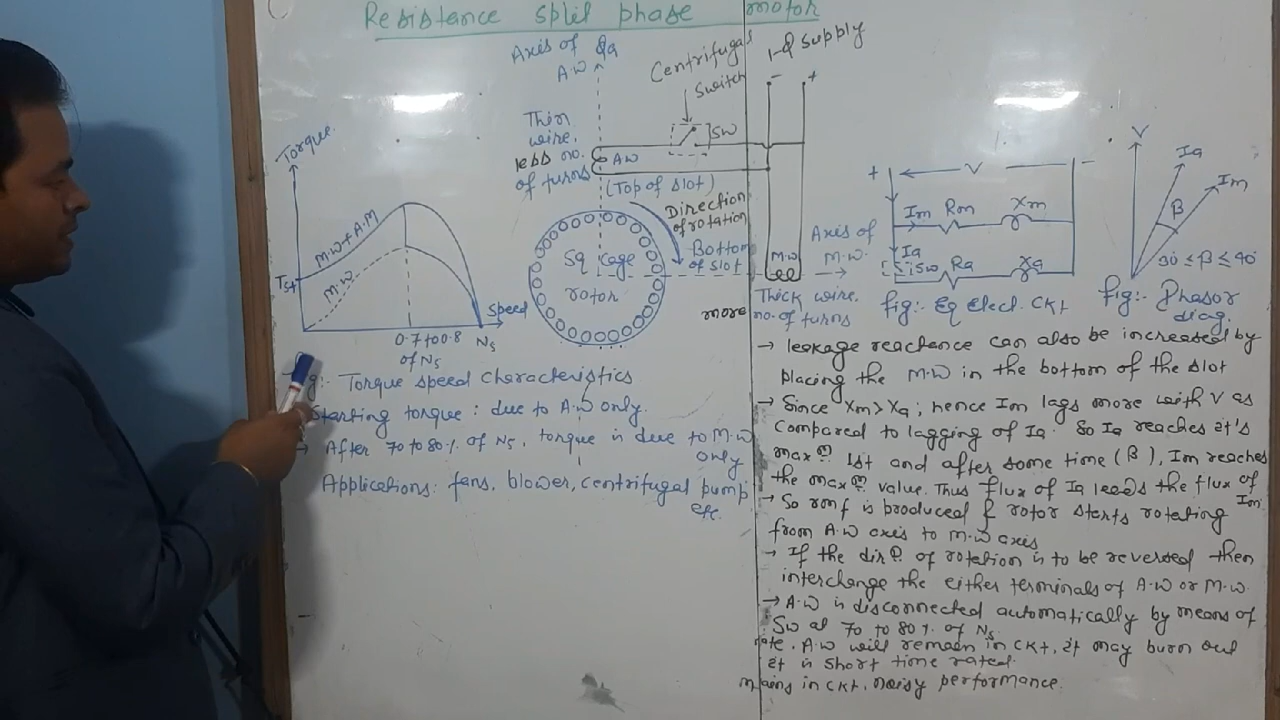 Resistance split phase motor
Axis of
A.W
Φa
Centrifugal
Switch
1-Φ supply
- +
Thin
wire.
less no.
of turns
AW
SW
(Top of slot)
Direction
of rotation
Sq cage
rotor
Bottom
of slot
M.W
Axis of
M.W.
Thick wire.
more no. of turns
Torque
M.W + A.W
M.W
Tst
Speed
0.7 to 0.8
of Ns
Ns
fig:- Torque speed characteristics
Starting torque: due to A.W only.
→ After 70 to 80%. of Ns, torque is due to M.W
only
Applications: fans, blower, centrifugal pump
etc.
+ V -
Im Rm Xm
Ia
SW Ra Xa
fig:- Eq Elect. CKt
V
Ia
Im
β
30 ≤ β ≤ 40
fig:- Phasor
diag.
→ leakage reactance can also be increased by
placing the M.W in the bottom of the slot
→ Since Xm > Xa; hence Im lags more with V as
compared to lagging of Ia. So Ia reaches it's
max m 1st and after some time (β), Im reaches
the max m value. Thus flux of Ia leads the flux of
Im
→ So rmf is produced & rotor starts rotating
from A.W axis to M.W axis
→ If the dir n of rotation is to be reversed then
interchange the either terminals of A.W or M.W.
→ A.W is disconnected automatically by means of
Sw at 70 to 80%. of Ns
A.W will remain in CKt, it may burn out
it is short time rated.
in CKt, noisy performance.